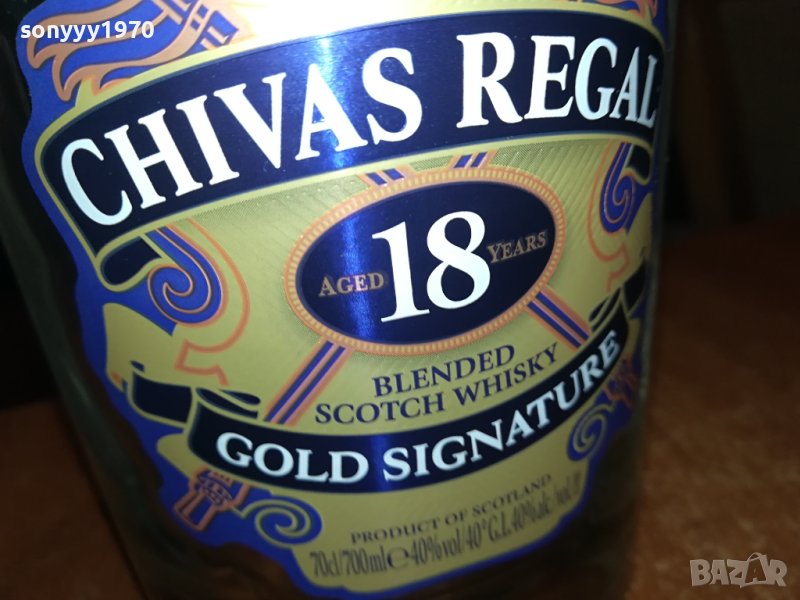 sonyyy1970
CHIVAS REGAL
AGED 18 YEARS
BLENDED
SCOTCH WHISKY
GOLD SIGNATURE
PRODUCT OF SCOTLAND
70cl/700ml e 40%vol/40°G.L.40%alc/vol.
BAZAR